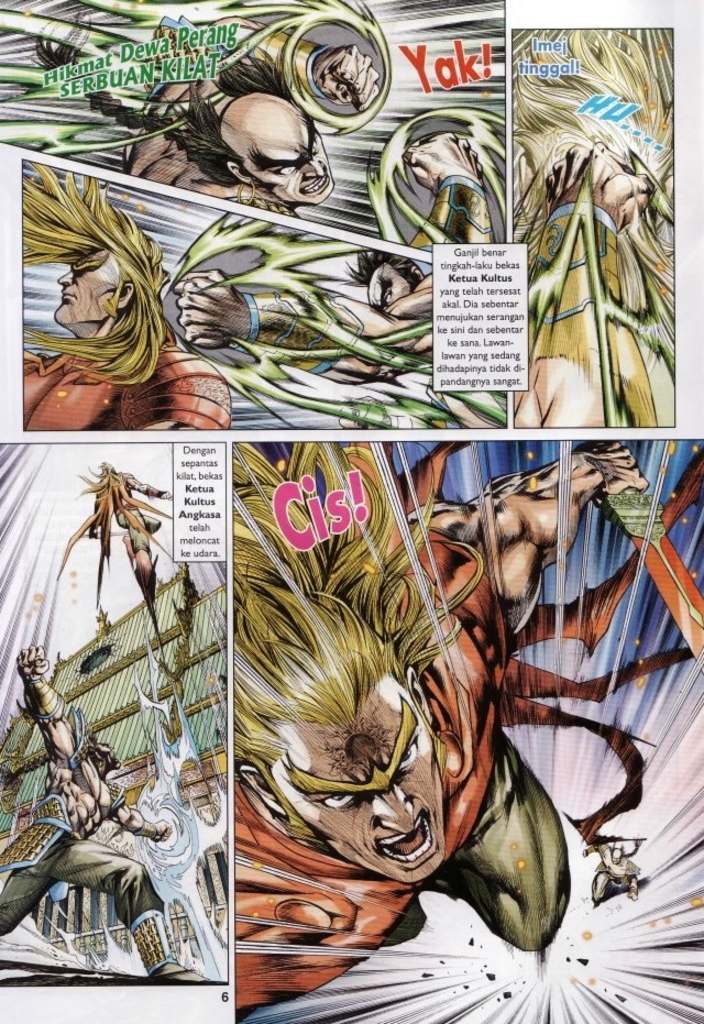 Hikmat Dewa Perang
SERBUAN KILAT
Yak!
Imej
tinggal!
HU....
Ganjil benar
tingkah-laku bekas
Ketua Kultus
yang telah tersesat
akal. Dia sebentar
menujukan serangan
ke sini dan sebentar
ke sana. Lawan-
lawan yang sedang
dihadapinya tidak di-
pandangnya sangat.
Dengan
sepantas
kilat, bekas
Ketua
Kultus
Angkasa
telah
meloncat
ke udara.
Cis!
6